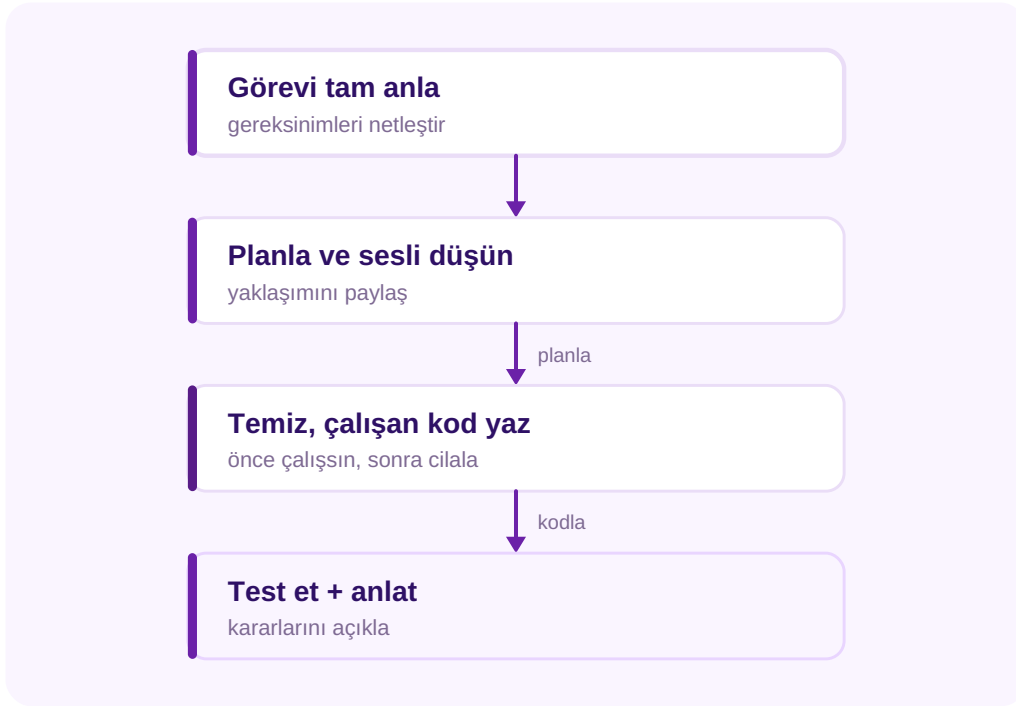 Görevi tam anla
gereksinimleri netleştir
Planla ve sesli düşün
yaklaşımını paylaş
planla
Temiz, çalışan kod yaz
önce çalışsın, sonra cilala
kodla
Test et + anlat
kararlarını açıkla